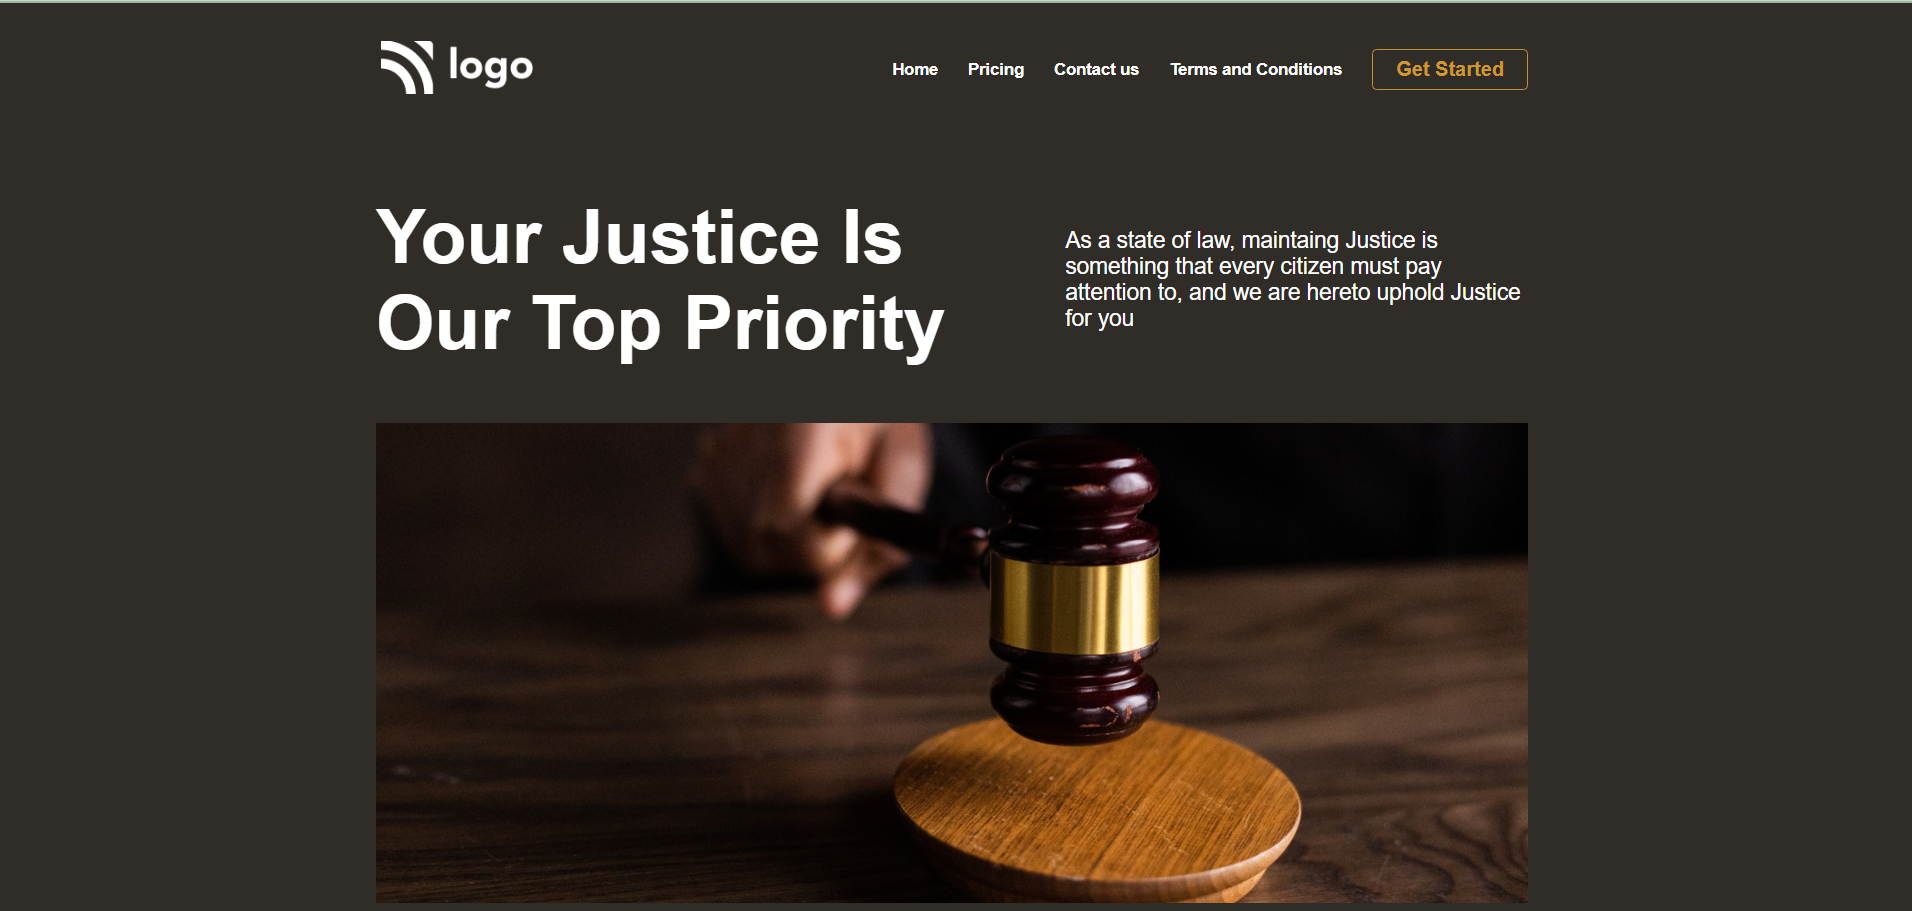 logo
Home Pricing Contact us Terms and Conditions Get Started
Your Justice Is
Our Top Priority
As a state of law, maintaing Justice is
something that every citizen must pay
attention to, and we are hereto uphold Justice
for you